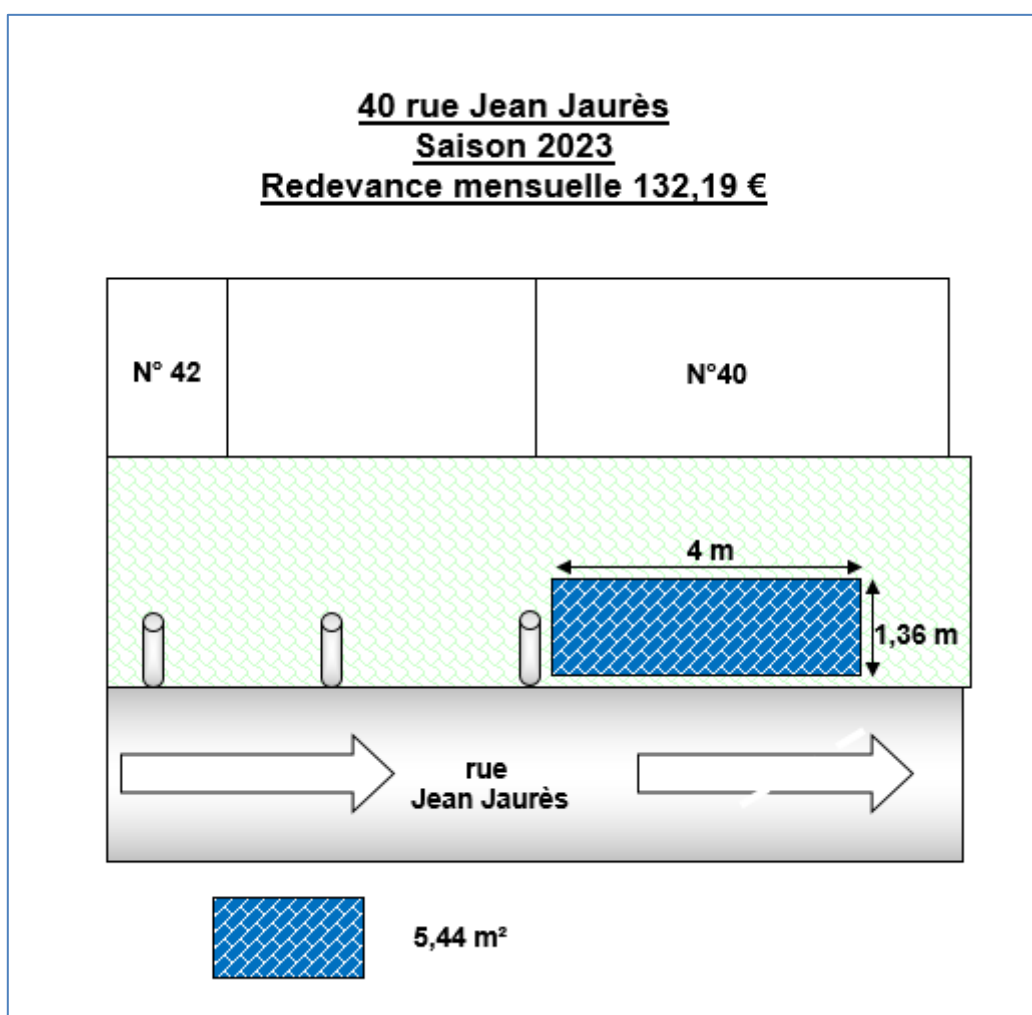 40 rue Jean Jaurès
Saison 2023
Redevance mensuelle 132,19 €
N° 42
N°40
4 m
1,36 m
rue
Jean Jaurès
5,44 m²